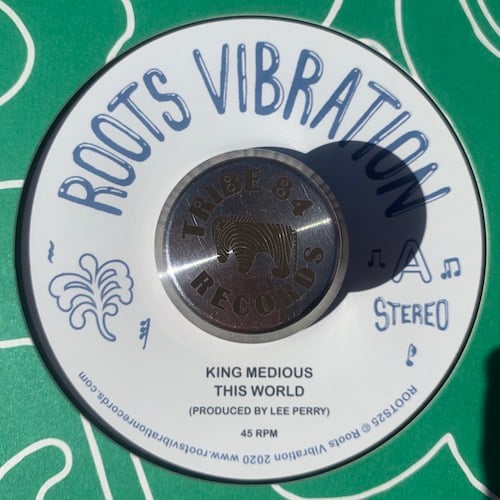 ROOTS VIBRATION
TRIBE 84
RECORDS
A
STEREO
KING MEDIOUS
THIS WORLD
(PRODUCED BY LEE PERRY)
45 RPM
ROOTS25 © Roots Vibration 2020 www.rootsvibrationrecords.com